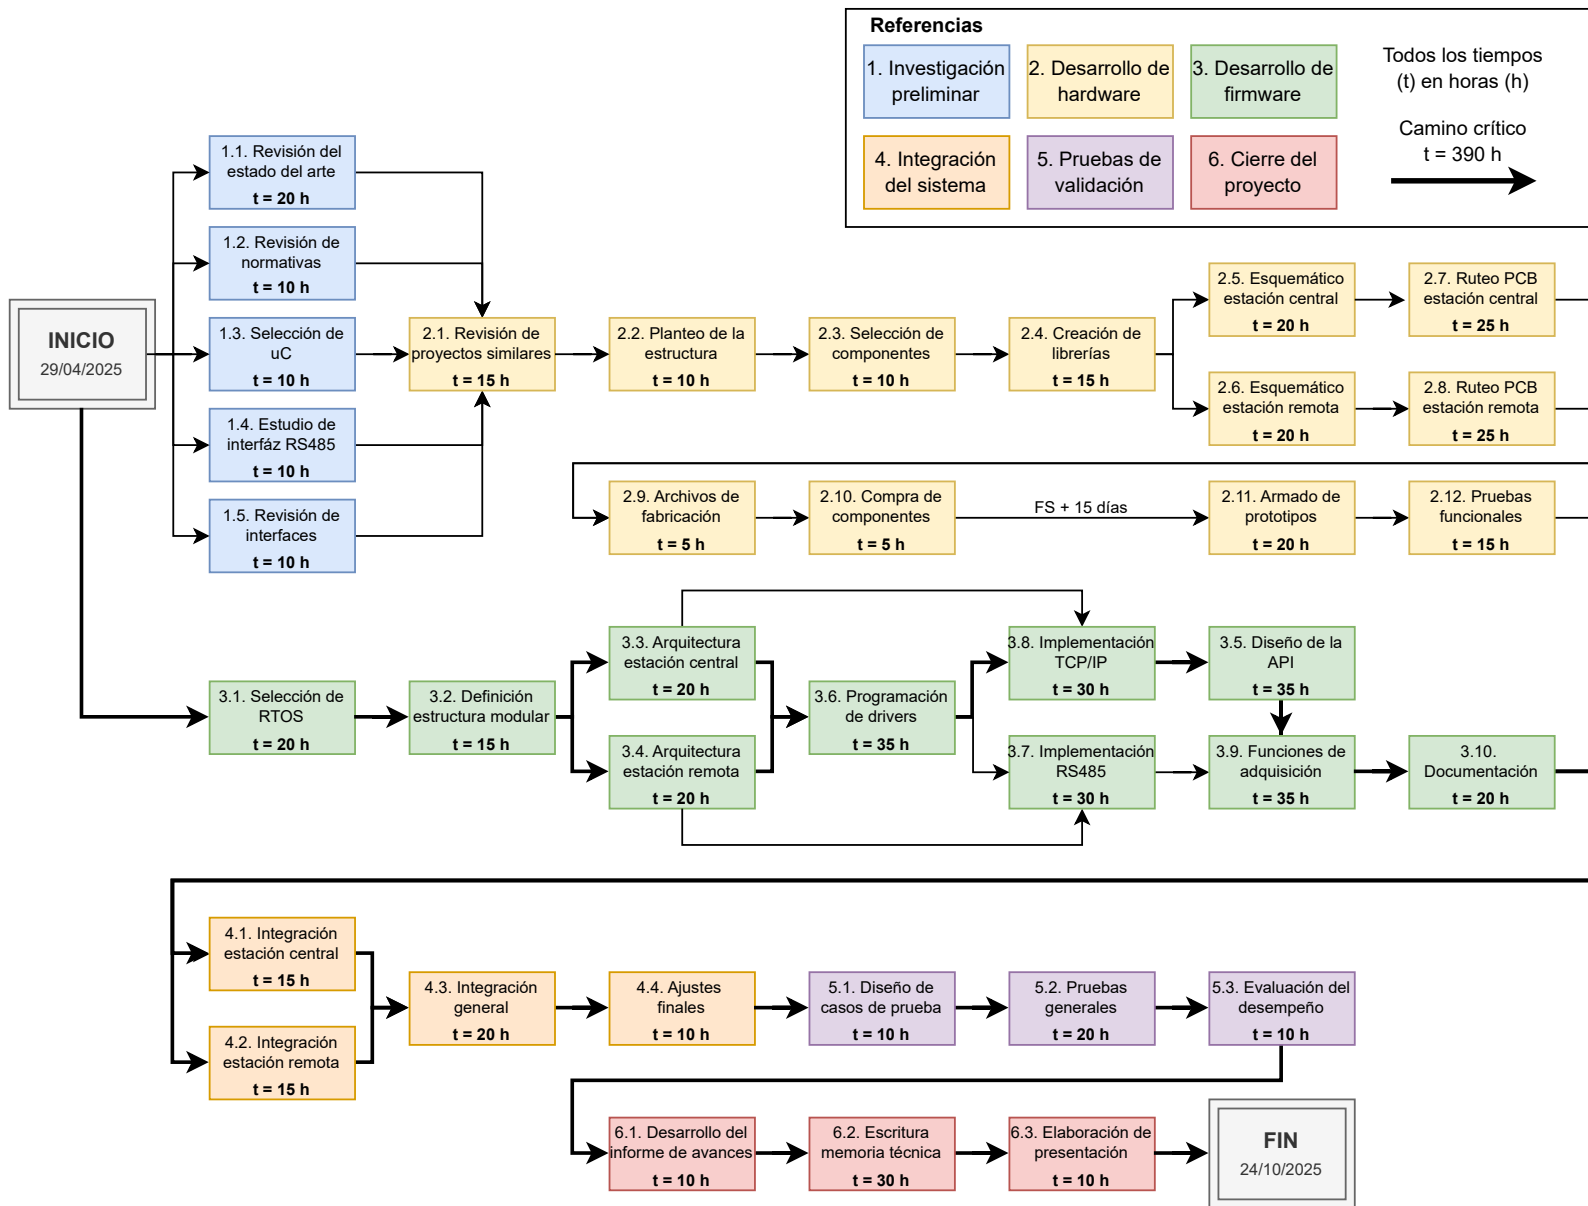 Referencias
1. Investigación
preliminar
2. Desarrollo de
hardware
3. Desarrollo de
firmware
Todos los tiempos
(t) en horas (h)
4. Integración
del sistema
5. Pruebas de
validación
6. Cierre del
proyecto
Camino crítico
t = 390 h
INICIO
29/04/2025
1.1. Revisión del
estado del arte
t = 20 h
1.2. Revisión de
normativas
t = 10 h
1.3. Selección de
uC
t = 10 h
1.4. Estudio de
interfáz RS485
t = 10 h
1.5. Revisión de
interfaces
t = 10 h
2.1. Revisión de
proyectos similares
t = 15 h
2.2. Planteo de la
estructura
t = 10 h
2.3. Selección de
componentes
t = 10 h
2.4. Creación de
librerías
t = 15 h
2.5. Esquemático
estación central
t = 20 h
2.7. Ruteo PCB
estación central
t = 25 h
2.6. Esquemático
estación remota
t = 20 h
2.8. Ruteo PCB
estación remota
t = 25 h
2.9. Archivos de
fabricación
t = 5 h
2.10. Compra de
componentes
t = 5 h
FS + 15 días
2.11. Armado de
prototipos
t = 20 h
2.12. Pruebas
funcionales
t = 15 h
3.1. Selección de
RTOS
t = 20 h
3.2. Definición
estructura modular
t = 15 h
3.3. Arquitectura
estación central
t = 20 h
3.4. Arquitectura
estación remota
t = 20 h
3.6. Programación
de drivers
t = 35 h
3.8. Implementación
TCP/IP
t = 30 h
3.7. Implementación
RS485
t = 30 h
3.5. Diseño de la
API
t = 35 h
3.9. Funciones de
adquisición
t = 35 h
3.10.
Documentación
t = 20 h
4.1. Integración
estación central
t = 15 h
4.2. Integración
estación remota
t = 15 h
4.3. Integración
general
t = 20 h
4.4. Ajustes
finales
t = 10 h
5.1. Diseño de
casos de prueba
t = 10 h
5.2. Pruebas
generales
t = 20 h
5.3. Evaluación del
desempeño
t = 10 h
6.1. Desarrollo del
informe de avances
t = 10 h
6.2. Escritura
memoria técnica
t = 30 h
6.3. Elaboración de
presentación
t = 10 h
FIN
24/10/2025